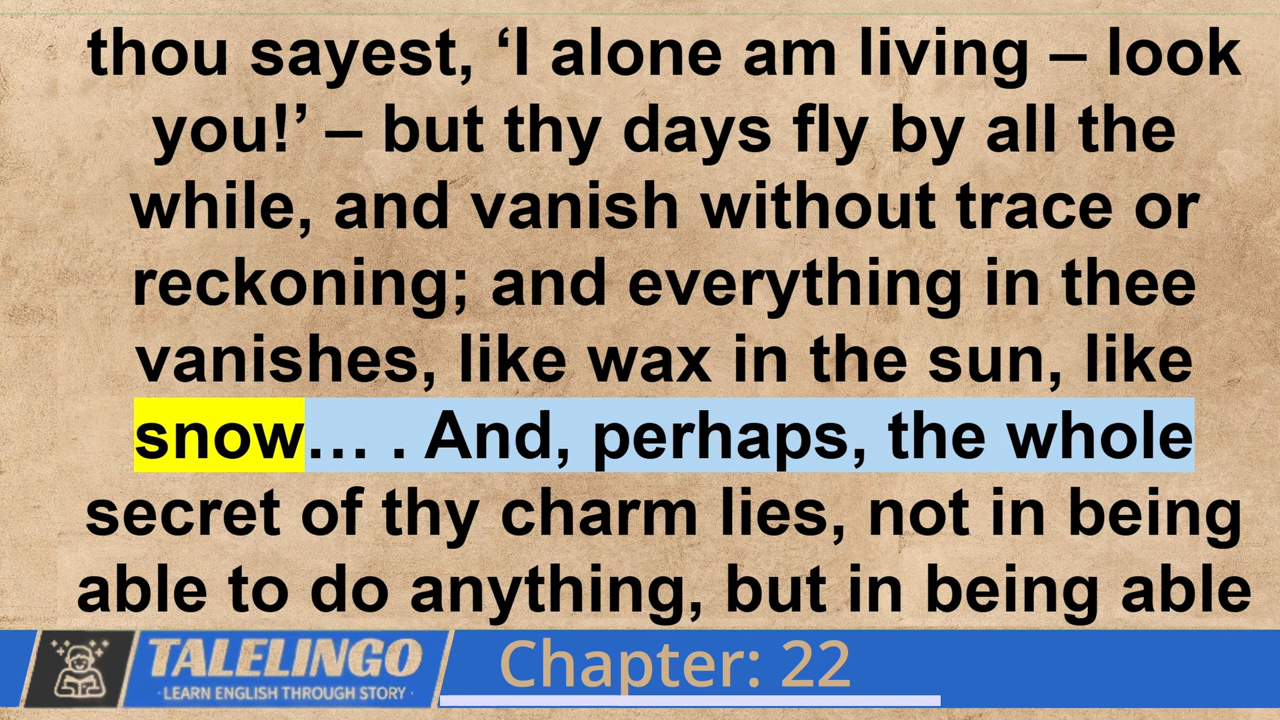 thou sayest, ‘I alone am living – look
you!’ – but thy days fly by all the
while, and vanish without trace or
reckoning; and everything in thee
vanishes, like wax in the sun, like
snow… . And, perhaps, the whole
secret of thy charm lies, not in being
able to do anything, but in being able
TALELINGO
· LEARN ENGLISH THROUGH STORY ·
Chapter: 22